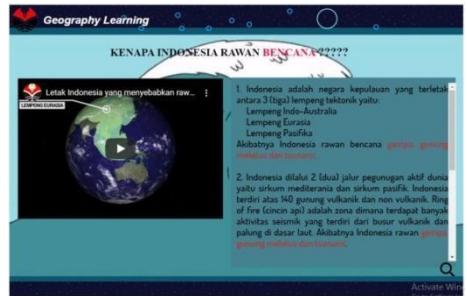 Geography Learning
KENAPA INDONESIA RAWAN BENCANA ?????
Letak Indonesia yang menyebabkan raw...
LEMPENG EURASIA
1. Indonesia adalah negara kepulauan yang terletak
antara 3 (tiga) lempeng tektonik yaitu:
Lempeng Indo-Australia
Lempeng Eurasia
Lempeng Pasifika
Akibatnya Indonesia rawan bencana gempa, gunung
meletus dan tsunami.
2. Indonesia dilalui 2 (dua) jalur pegunugan aktif dunia
yaitu sirkum mediterania dan sirkum pasifik. Indonesia
terdiri atas 140 gunung vulkanik dan non vulkanik. Ring
of fire (cincin api) adalah zona dimana terdapat banyak
aktivitas seismik yang terdiri dari busur vulkanik dan
palung di dasar laut. Akibatnya Indonesia rawan gempa,
gunung meletus dan tsunami.
Activate Win